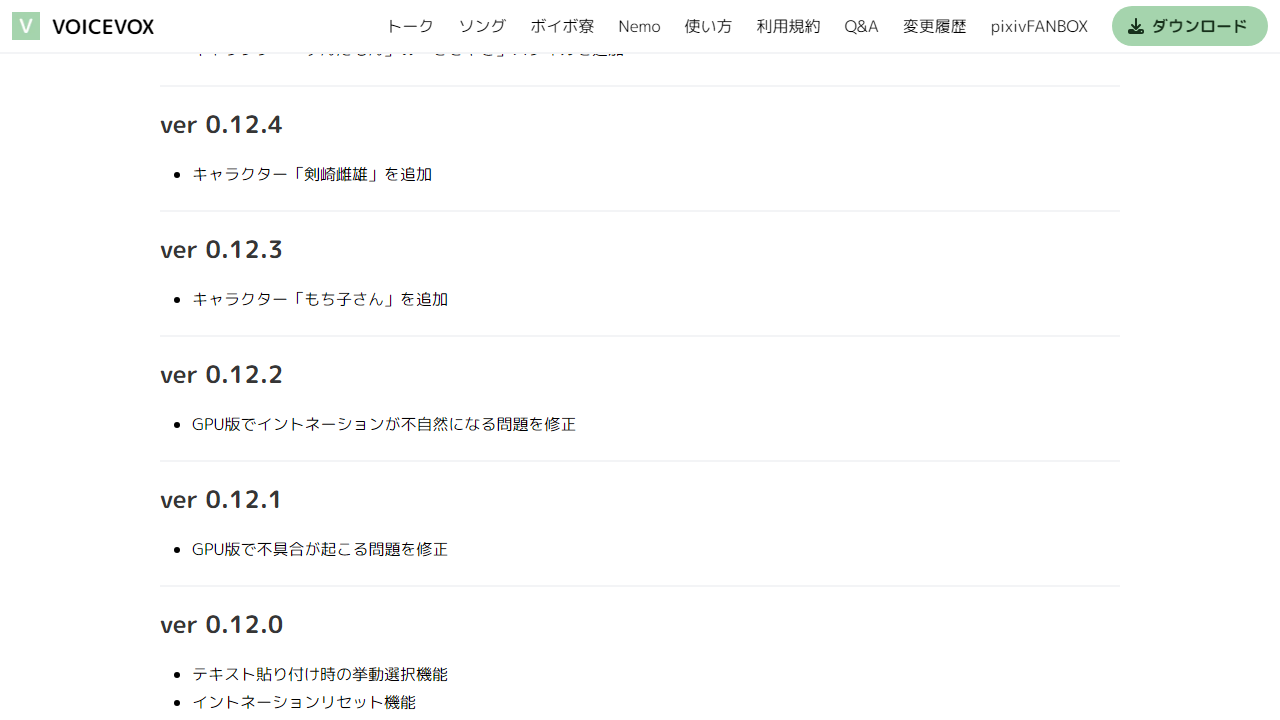 VOICEVOX
トーク ソング ボイボ寮 Nemo 使い方 利用規約 Q&A 変更履歴 pixivFANBOX ダウンロード
ver 0.12.4
キャラクター「剣崎雌雄」を追加
ver 0.12.3
キャラクター「もち子さん」を追加
ver 0.12.2
GPU版でイントネーションが不自然になる問題を修正
ver 0.12.1
GPU版で不具合が起こる問題を修正
ver 0.12.0
テキスト貼り付け時の挙動選択機能
イントネーションリセット機能